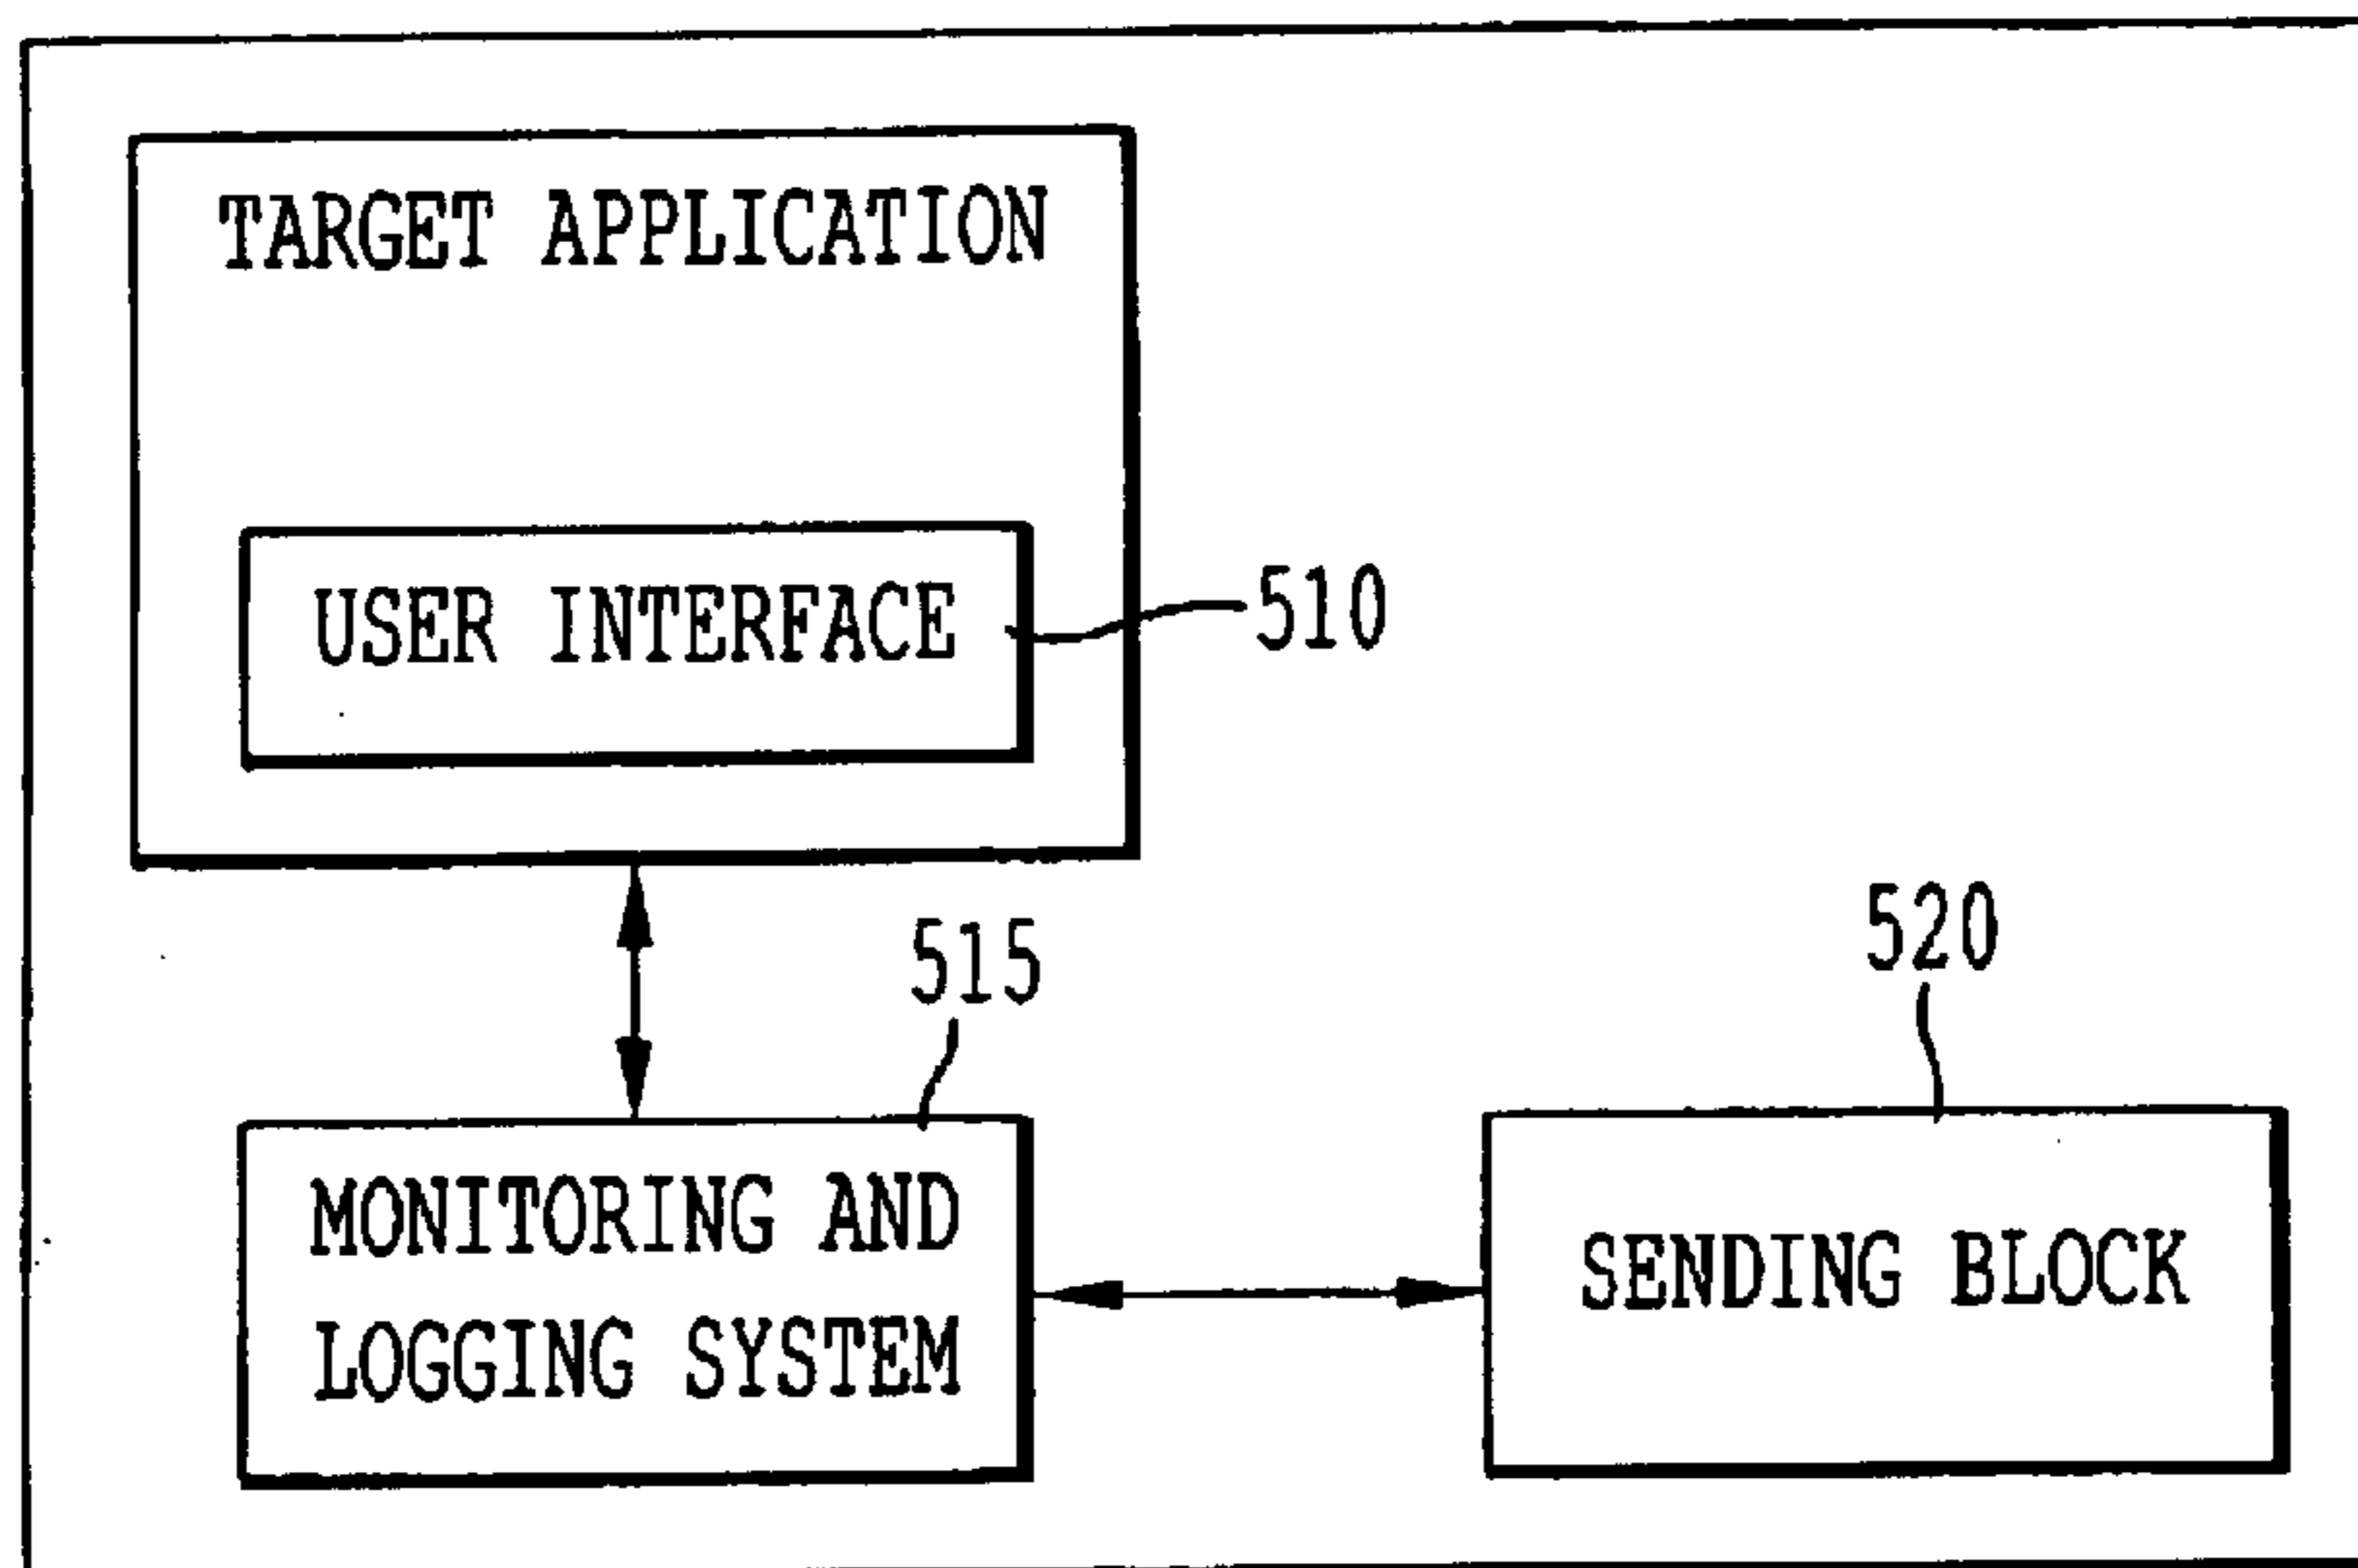 TARGET APPLICATION
USER INTERFACE
510
515
520
MONITORING AND
LOGGING SYSTEM
SENDING BLOCK